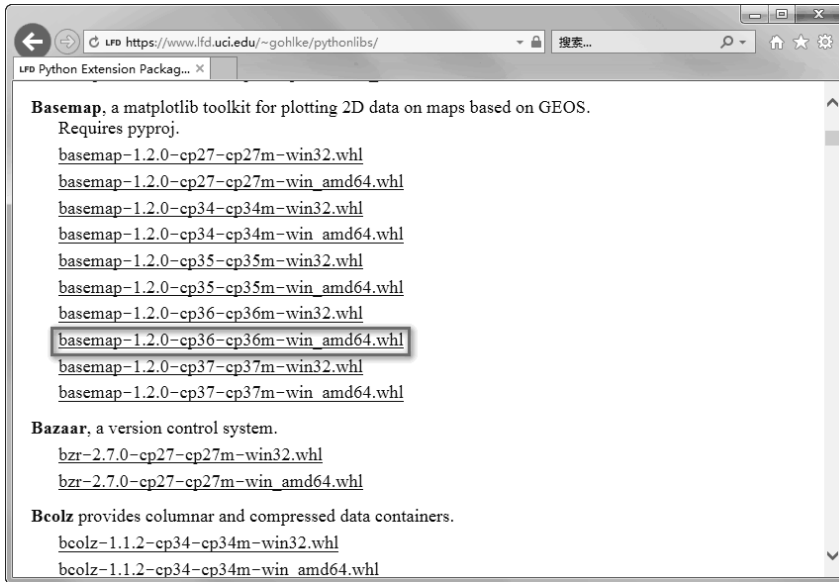 LFD https://www.lfd.uci.edu/~gohlke/pythonlibs/
搜索...
LFD Python Extension Packag... ×
Basemap, a matplotlib toolkit for plotting 2D data on maps based on GEOS.
Requires pyproj.
basemap-1.2.0-cp27-cp27m-win32.whl
basemap-1.2.0-cp27-cp27m-win_amd64.whl
basemap-1.2.0-cp34-cp34m-win32.whl
basemap-1.2.0-cp34-cp34m-win_amd64.whl
basemap-1.2.0-cp35-cp35m-win32.whl
basemap-1.2.0-cp35-cp35m-win_amd64.whl
basemap-1.2.0-cp36-cp36m-win32.whl
basemap-1.2.0-cp36-cp36m-win_amd64.whl
basemap-1.2.0-cp37-cp37m-win32.whl
basemap-1.2.0-cp37-cp37m-win_amd64.whl
Bazaar, a version control system.
bzr-2.7.0-cp27-cp27m-win32.whl
bzr-2.7.0-cp27-cp27m-win_amd64.whl
Bcolz provides columnar and compressed data containers.
bcolz-1.1.2-cp34-cp34m-win32.whl
bcolz-1.1.2-cp34-cp34m-win_amd64.whl